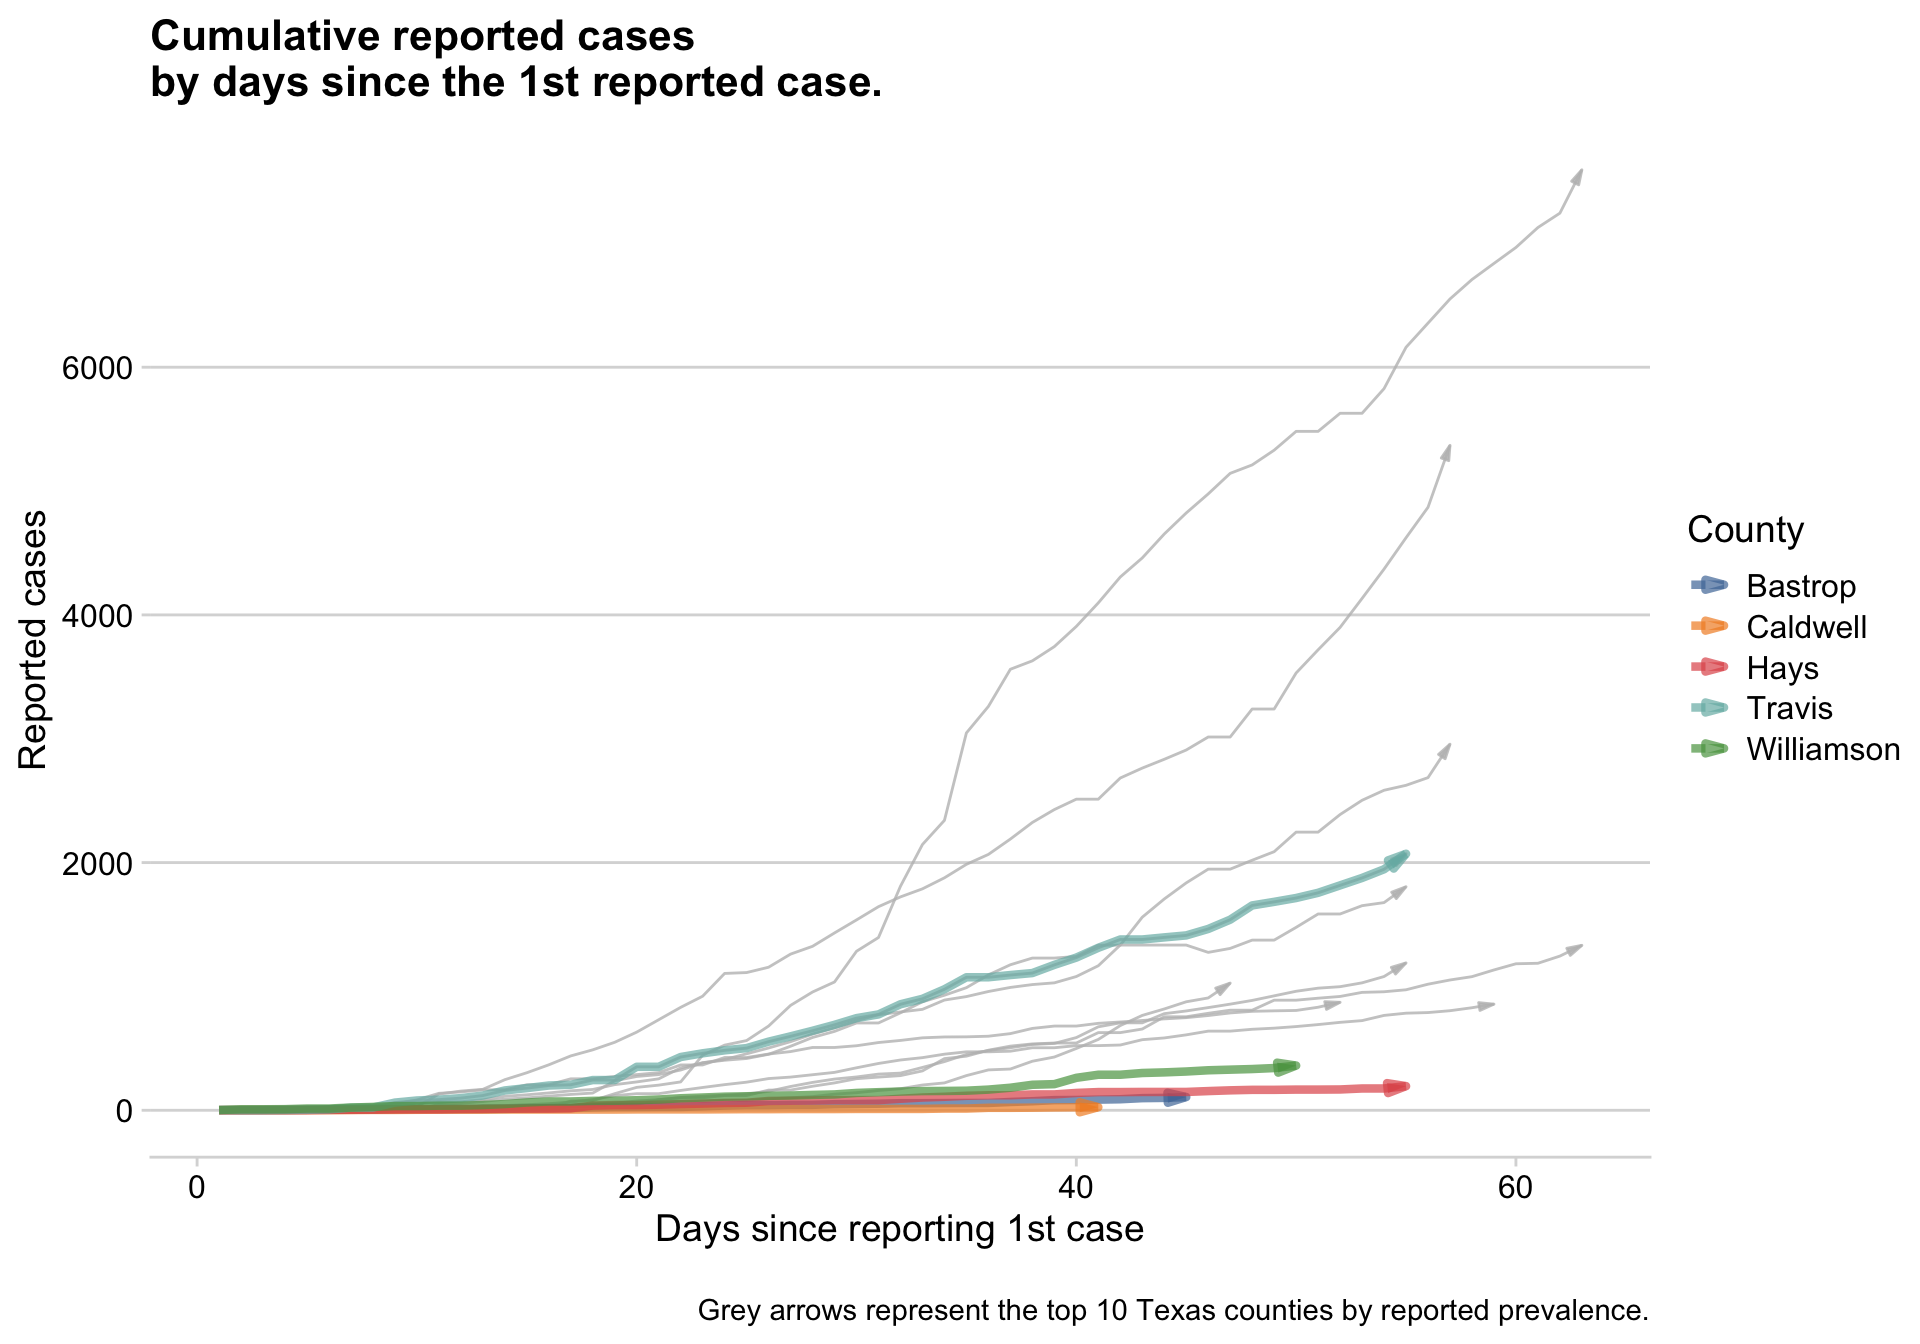 Cumulative reported cases
by days since the 1st reported case.
Reported cases
6000
4000
2000
0
0
20
40
60
Days since reporting 1st case
County
Bastrop
Caldwell
Hays
Travis
Williamson
Grey arrows represent the top 10 Texas counties by reported prevalence.